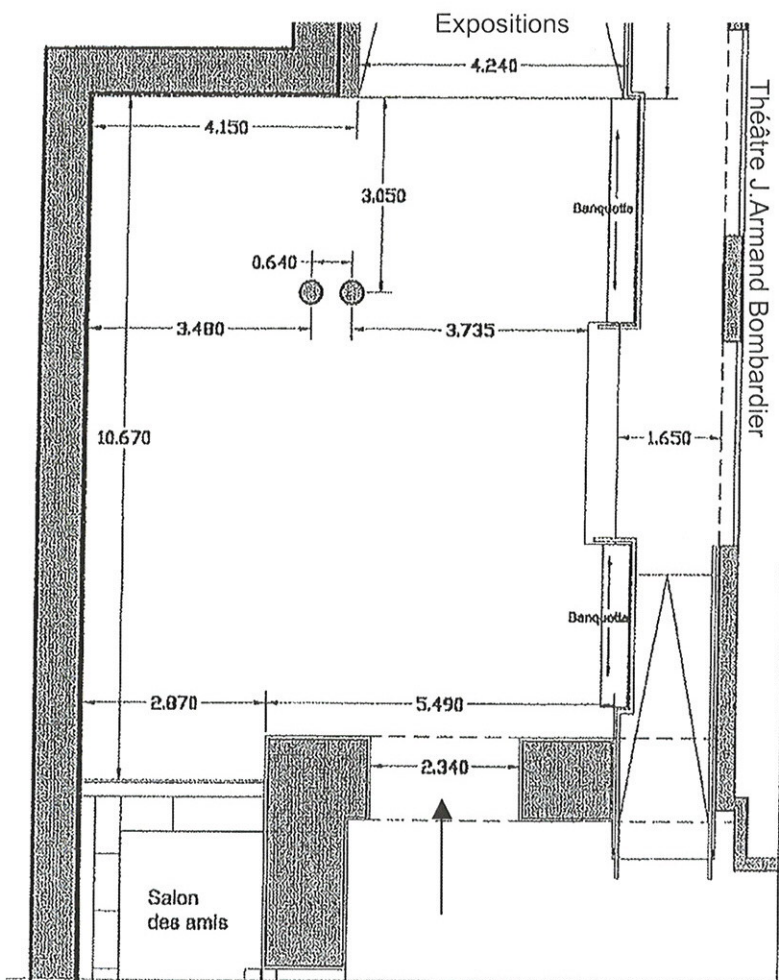 Expositions
4.240
4.150
3.050
Banquette
0.640
3.480
3.735
Théâtre J.Armand Bombardier
10.670
1.650
Banquette
2.870
5.490
2.340
Salon
des amis